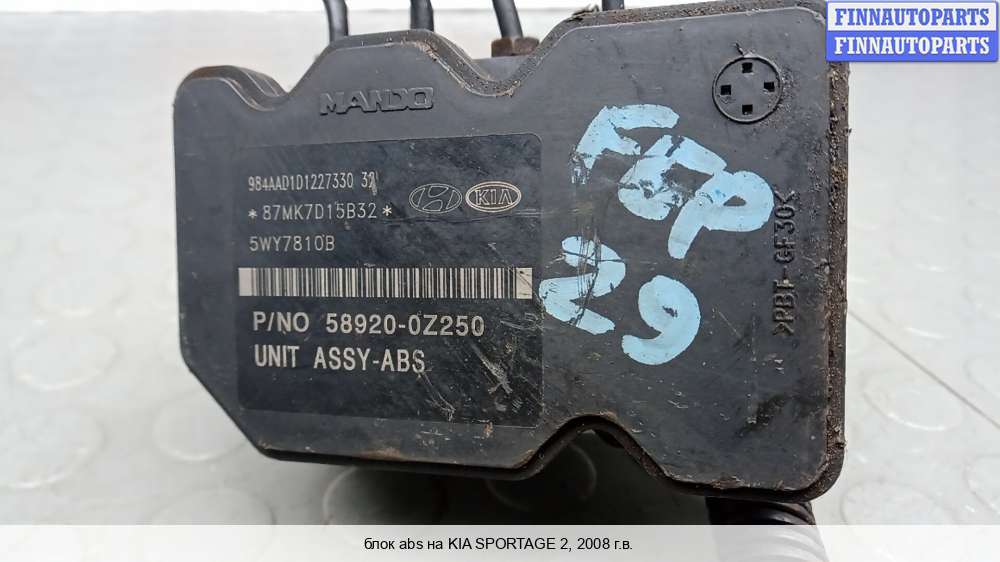 FINNAUTOPARTS
FINNAUTOPARTS
MANDO
984AAD1D1227330 32
*87MK7D15B32*
KIA
5WY7810B
P/NO 58920-0Z250
UNIT ASSY-ABS
29
>PBT-GF30<
блок abs на KIA SPORTAGE 2, 2008 г.в.